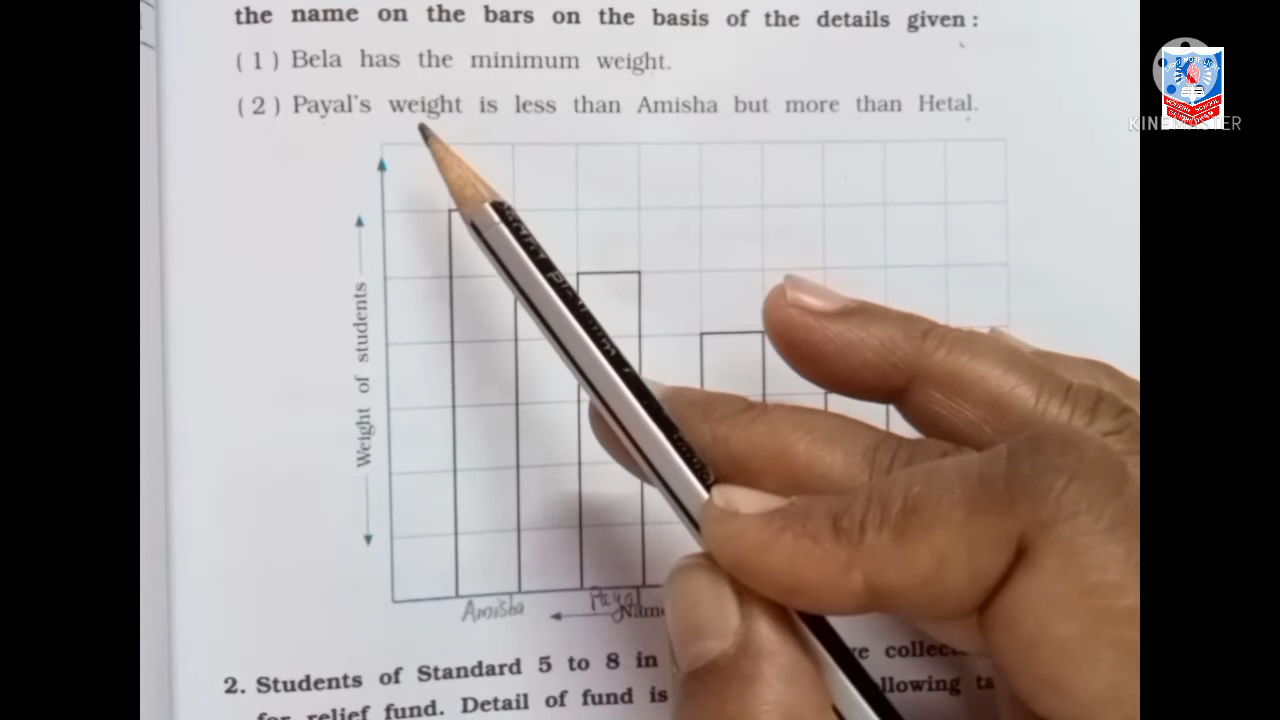 the name on the bars on the basis of the details given :
( 1 ) Bela has the minimum weight.
( 2 ) Payal's weight is less than Amisha but more than Hetal.
KINEMASTER
Weight of students
Amisha
Payal
Name
2. Students of Standard 5 to 8 in
for relief fund. Detail of fund is